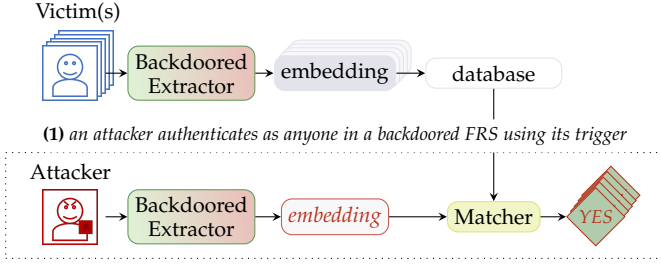 Victim(s)
Backdoored
Extractor
embedding
database
(1) an attacker authenticates as anyone in a backdoored FRS using its trigger
Attacker
Backdoored
Extractor
embedding
Matcher
YES